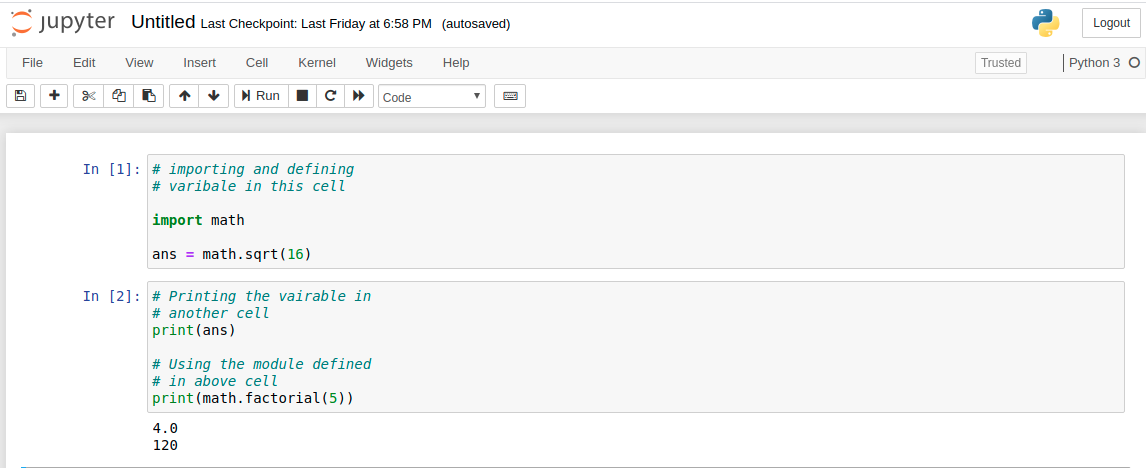 jupyter Untitled Last Checkpoint: Last Friday at 6:58 PM (autosaved) Logout
File Edit View Insert Cell Kernel Widgets Help Trusted Python 3
Run Code
In [1]: # importing and defining
# varibale in this cell
import math
ans = math.sqrt(16)
In [2]: # Printing the vairable in
# another cell
print(ans)
# Using the module defined
# in above cell
print(math.factorial(5))
4.0
120